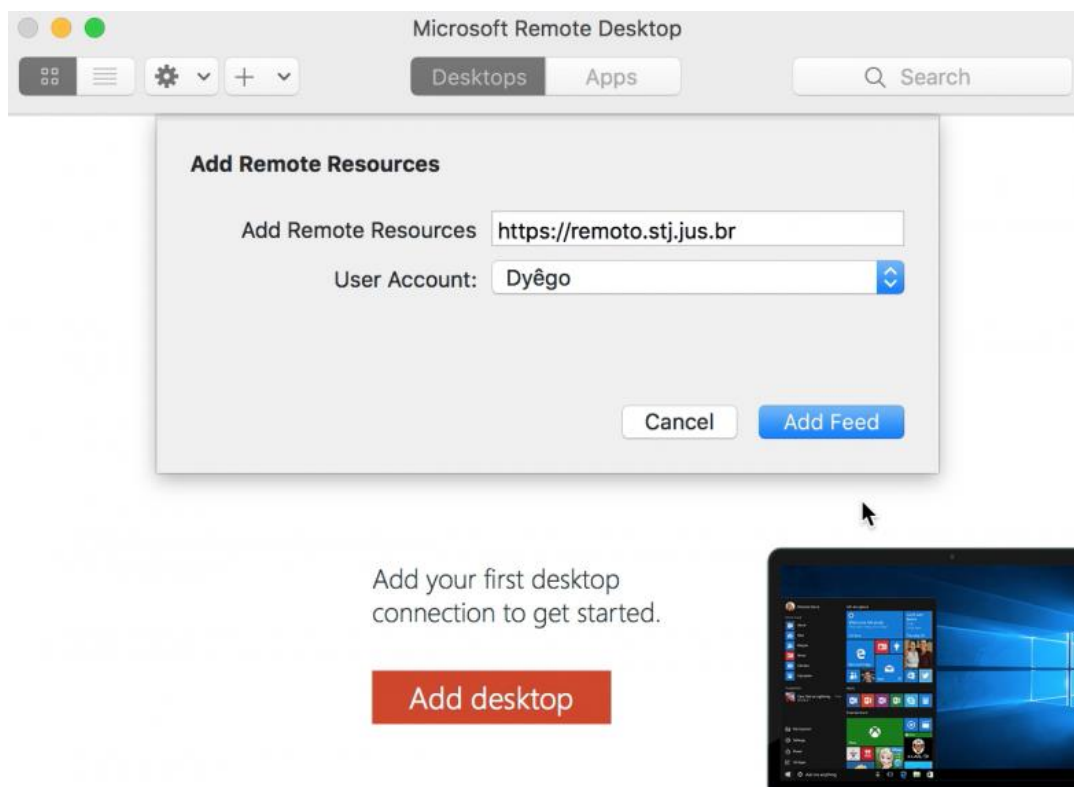 Microsoft Remote Desktop
Desktops Apps Search
Add Remote Resources
Add Remote Resources https://remoto.stj.jus.br
User Account: Dyêgo
Cancel Add Feed
Add your first desktop
connection to get started.
Add desktop